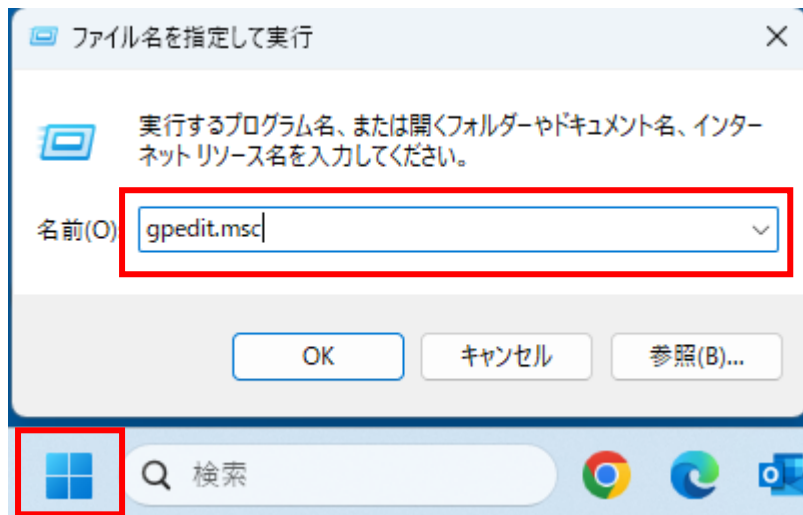 ファイル名を指定して実行
実行するプログラム名、または開くフォルダーやドキュメント名、インター
ネット リソース名を入力してください。
名前(O): gpedit.msc
OK キャンセル 参照(B)...
検索